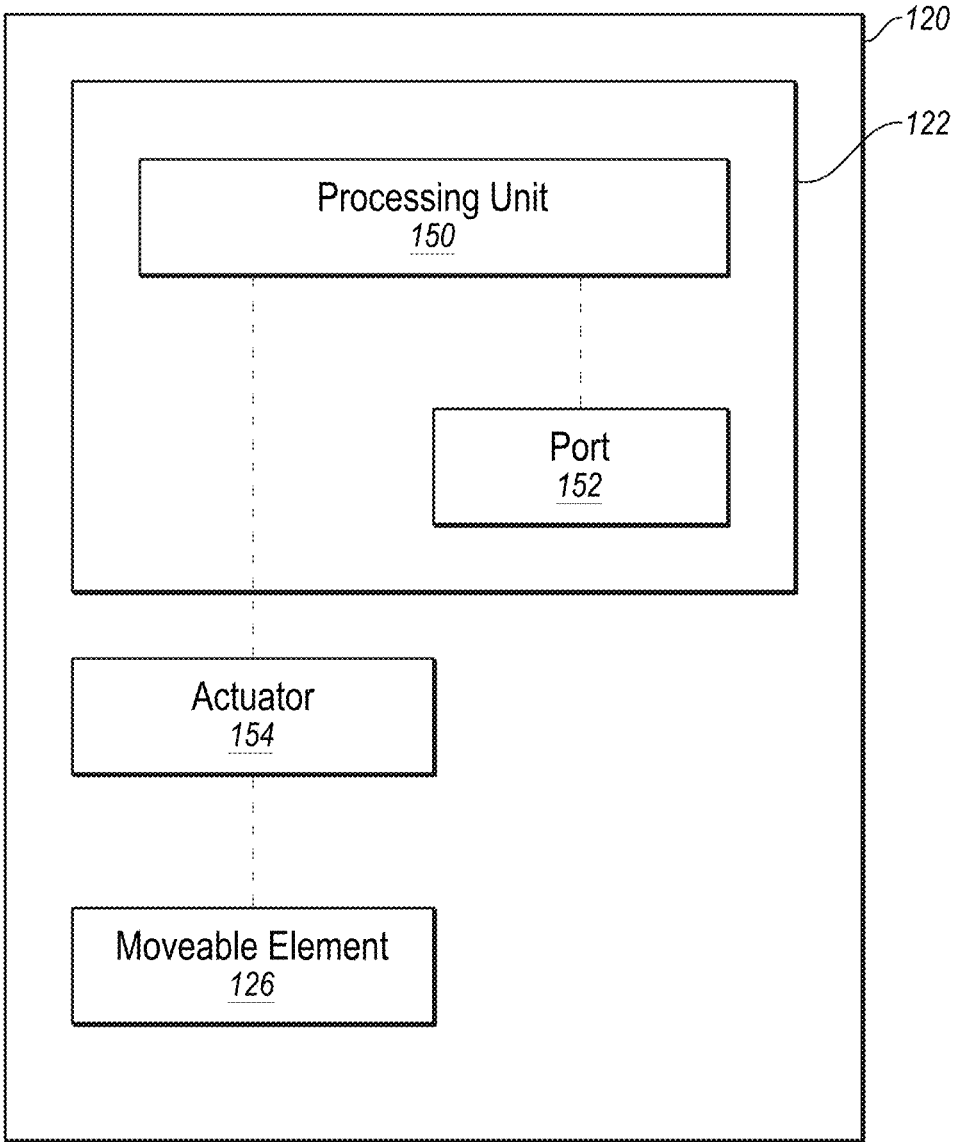 120
122
Processing Unit
150
Port
152
Actuator
154
Moveable Element
126